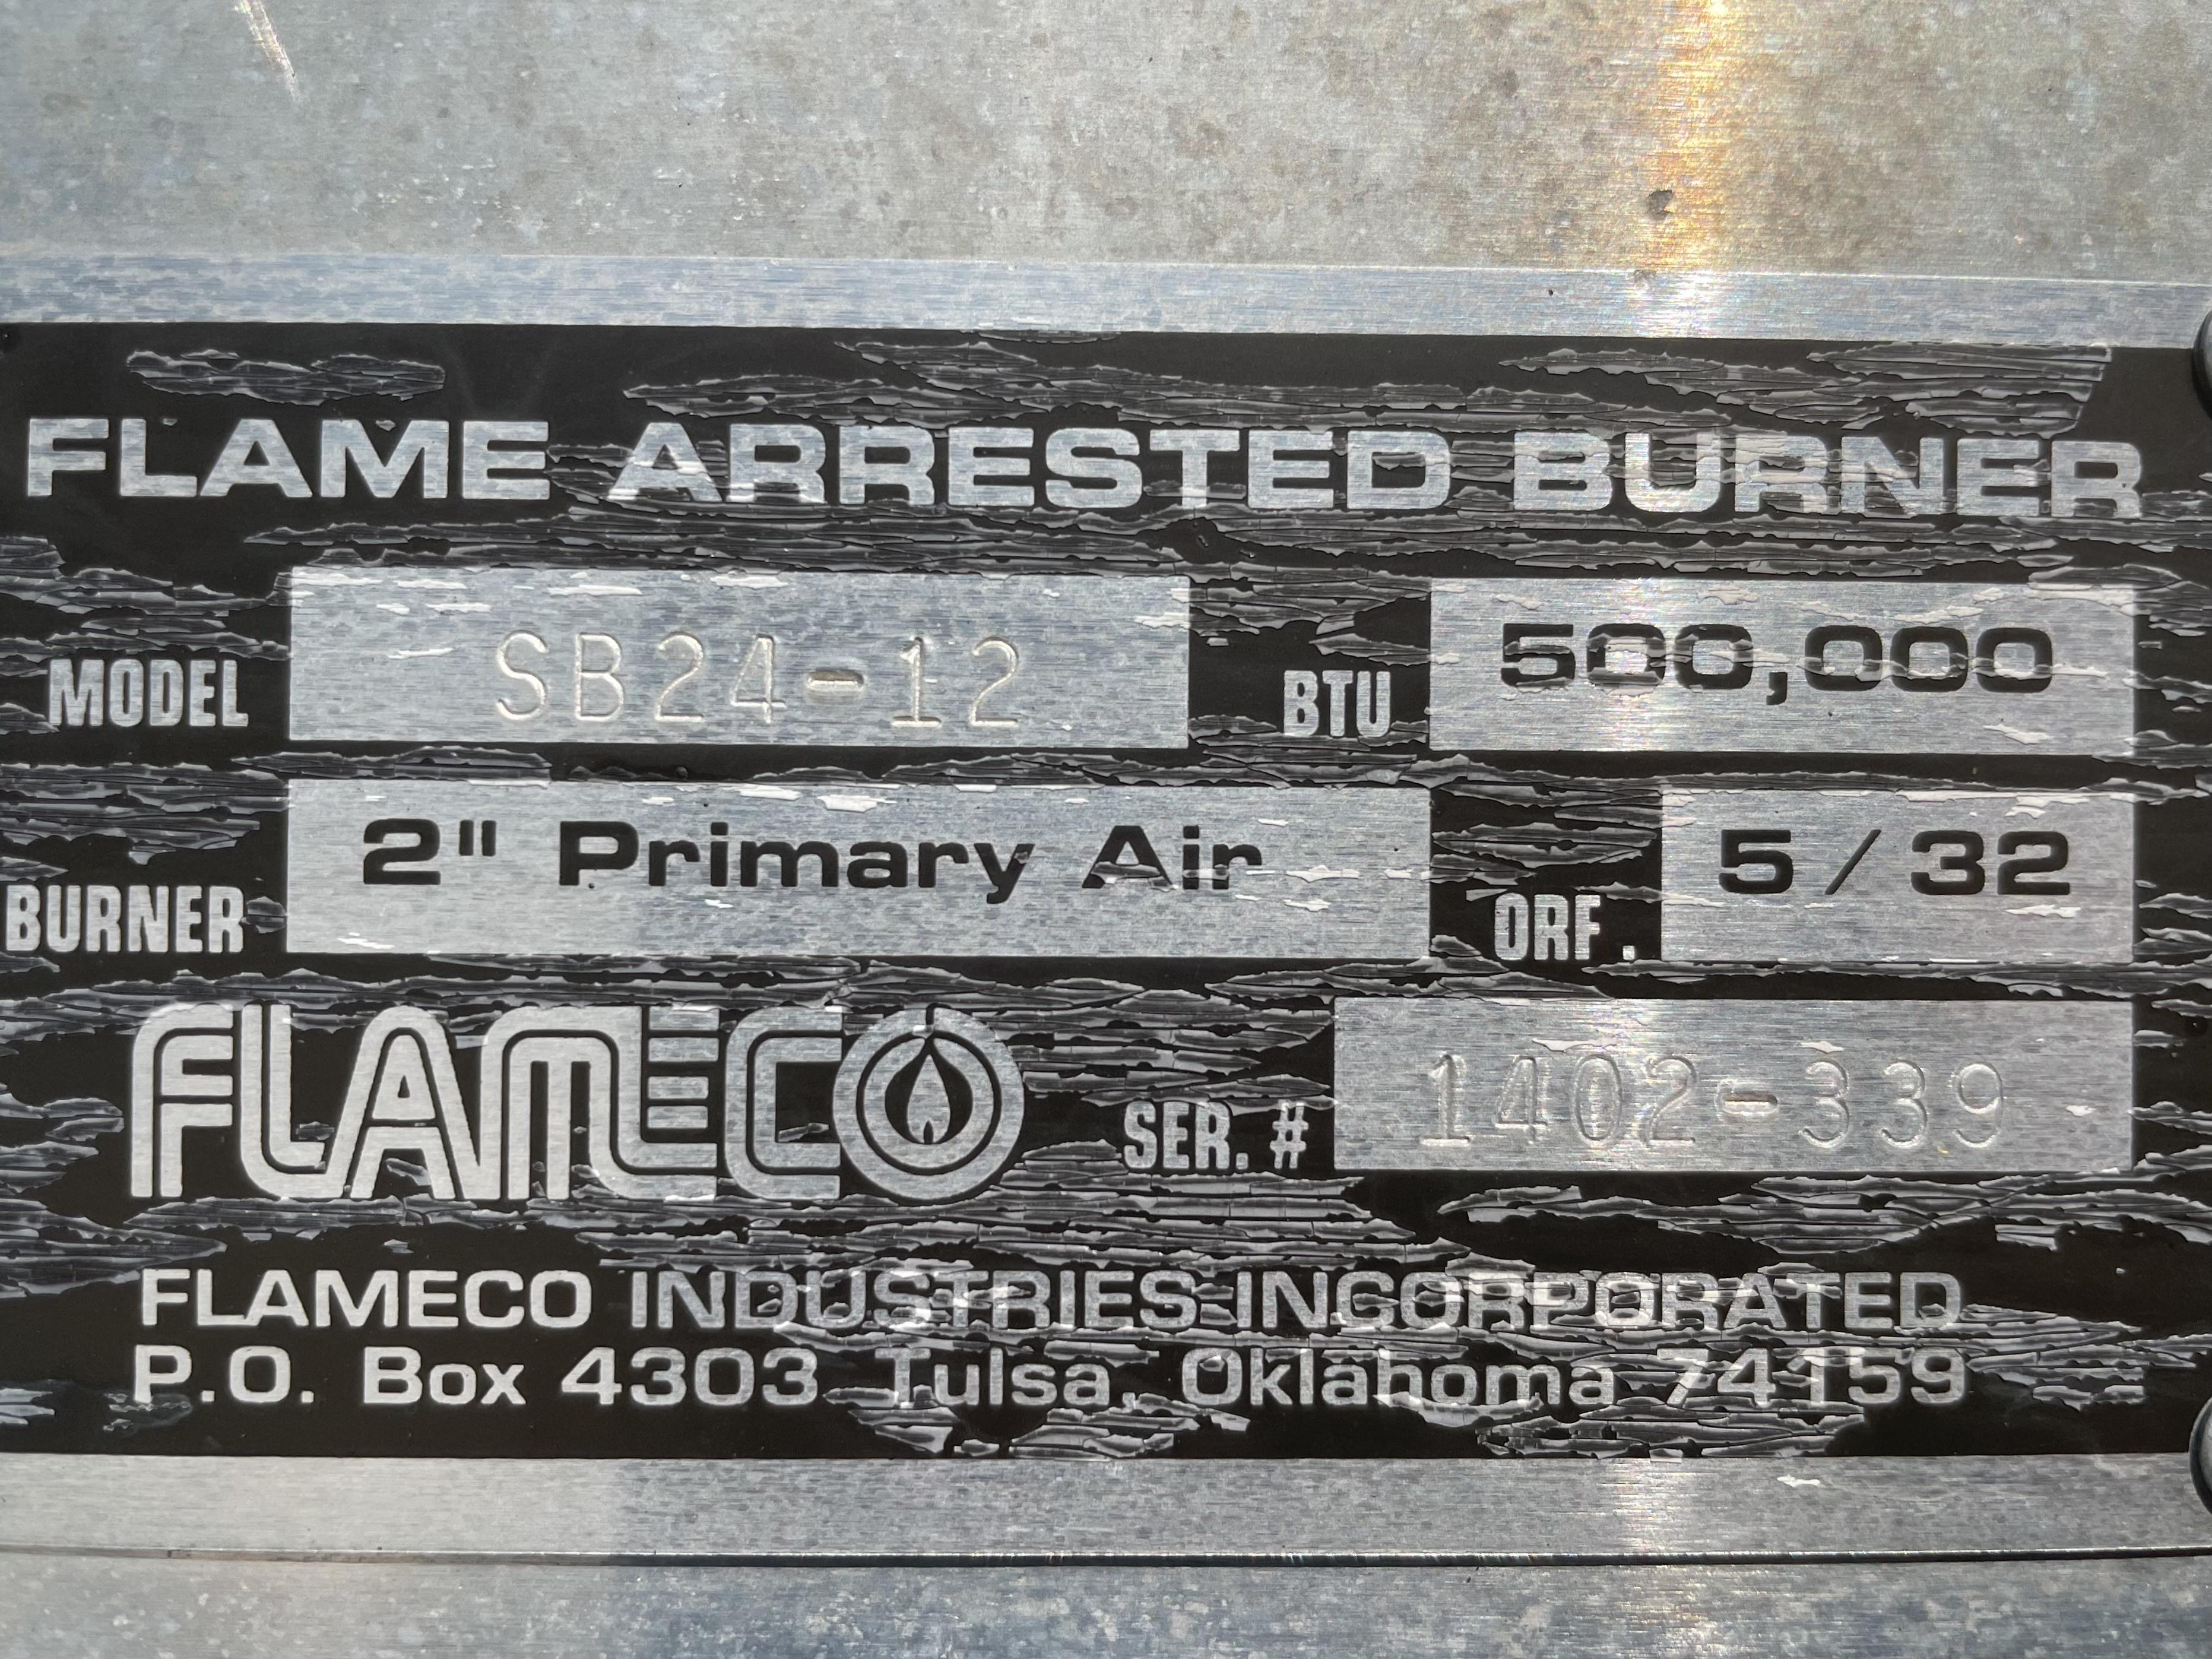 FLAME ARRESTED BURNER
MODEL SB24-12 BTU 500,000
BURNER 2" Primary Air ORF. 5/32
FLAMECO SER. # 1402-339
FLAMECO INDUSTRIES INCORPORATED
P.O. Box 4303 Tulsa, Oklahoma 74159